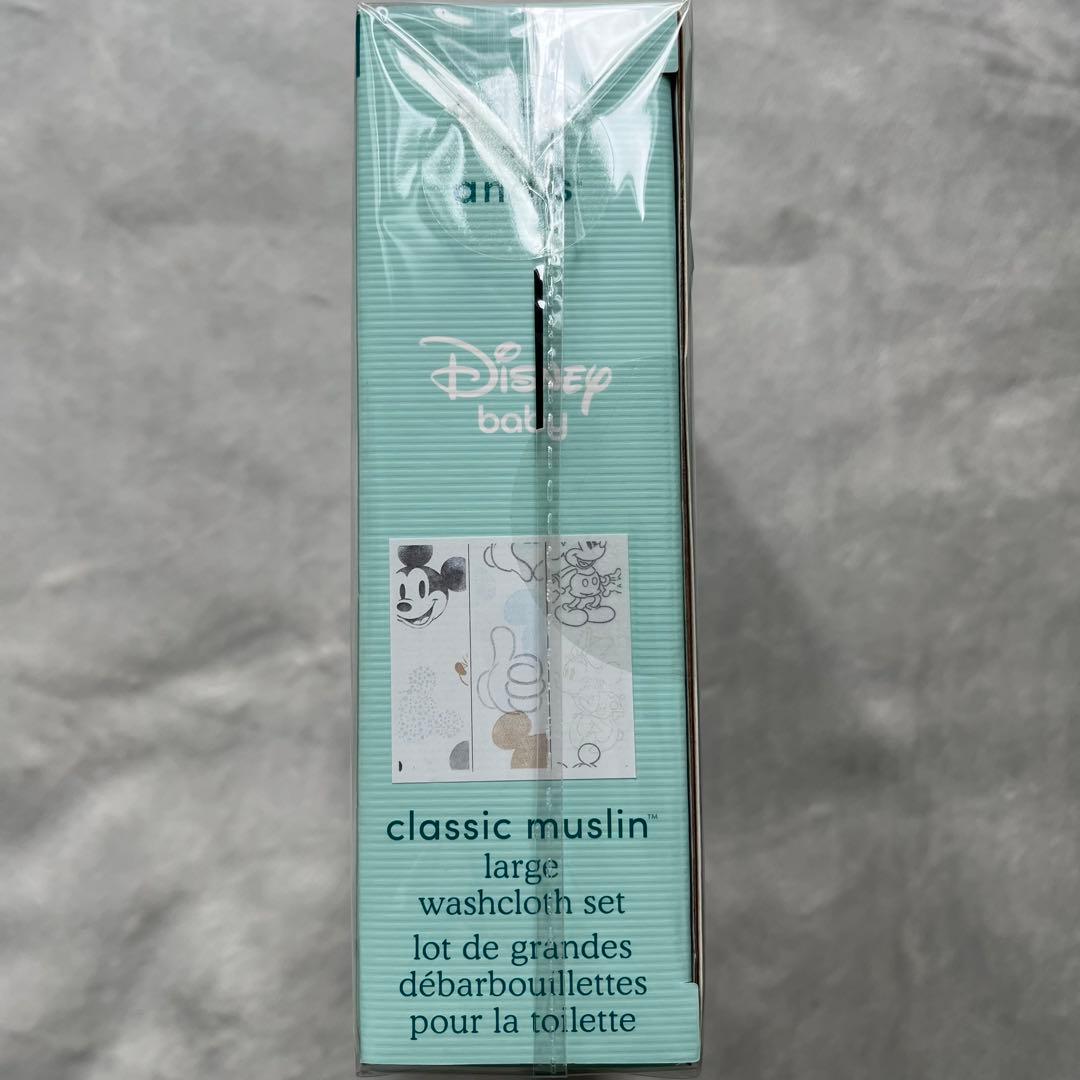 Disney
baby
classic muslin™
large
washcloth set
lot de grandes
débarbouillettes
pour la toilette